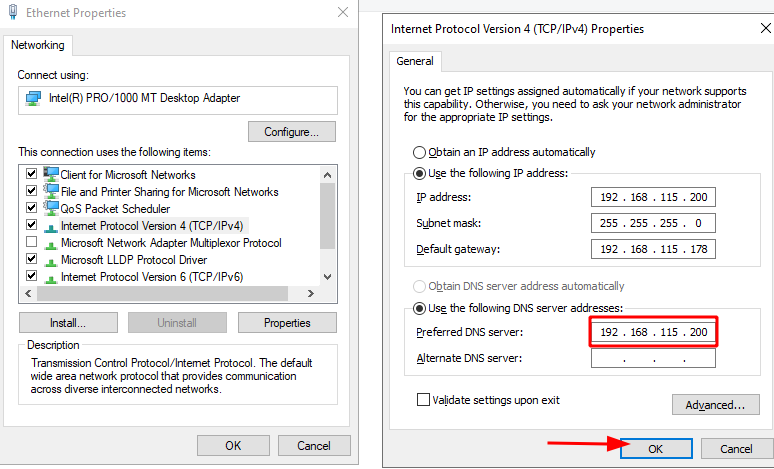 Ethernet Properties
Networking
Connect using:
Intel(R) PRO/1000 MT Desktop Adapter
Configure...
This connection uses the following items:
Client for Microsoft Networks
File and Printer Sharing for Microsoft Networks
QoS Packet Scheduler
Internet Protocol Version 4 (TCP/IPv4)
Microsoft Network Adapter Multiplexor Protocol
Microsoft LLDP Protocol Driver
Internet Protocol Version 6 (TCP/IPv6)
Install...
Uninstall
Properties
Description
Transmission Control Protocol/Internet Protocol. The default
wide area network protocol that provides communication
across diverse interconnected networks.
OK
Cancel
Internet Protocol Version 4 (TCP/IPv4) Properties
General
You can get IP settings assigned automatically if your network supports
this capability. Otherwise, you need to ask your network administrator
for the appropriate IP settings.
Obtain an IP address automatically
Use the following IP address:
IP address:
192 . 168 . 115 . 200
Subnet mask:
255 . 255 . 255 . 0
Default gateway:
192 . 168 . 115 . 178
Obtain DNS server address automatically
Use the following DNS server addresses:
Preferred DNS server:
192 . 168 . 115 . 200
Alternate DNS server:
. . .
Validate settings upon exit
Advanced...
OK
Cancel